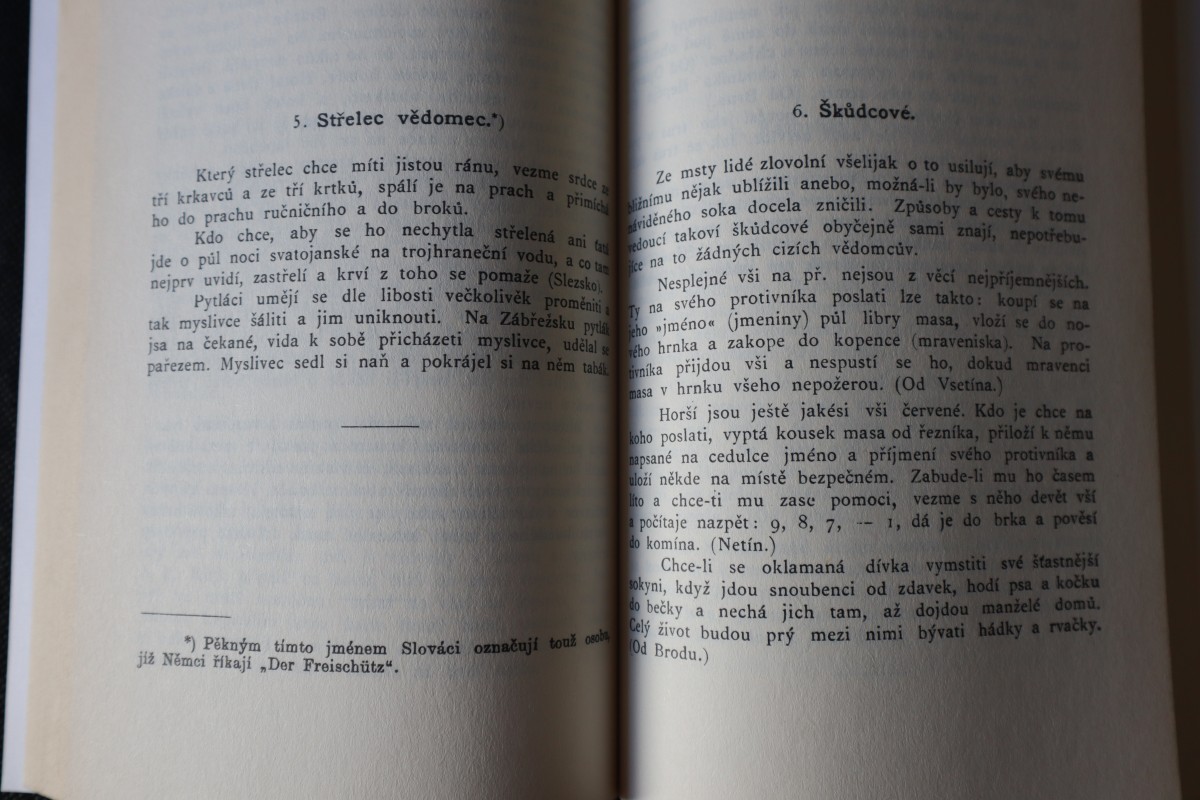 5. Střelec vědomec.*)
Který střelec chce míti jistou ránu, vezme srdce ze
tří krkavců a ze tří krtků, spálí je na prach a přimíchá
ho do prachu ručničního a do broků.
Kdo chce, aby se ho nechytla střelená ani
jde o půl noci svatojanské na trojhraneční vodu, a co tam
nejprv uvidí, zastřelí a krví z toho se pomaže (Slezsko).
Pytláci umějí se dle libosti večkolivěk proměniti a
tak myslivce šáliti a jim uniknouti. Na Zábřežsku pytlák
jsa na čekané, vida k sobě přicházeti myslivce, udělal se
pařezem. Myslivec sedl si naň a pokrájel si na něm tabák.
*) Pěkným tímto jménem Slováci označují touž osobu,
již Němci říkají „Der Freischütz“.
6. Škůdcové.
Ze msty lidé zlovolní všelijak o to usilují, aby svému
bližnímu nějak ublížili anebo, možná-li by bylo, svého ne-
náviděného soka docela zničili. Způsoby a cesty k tomu
vedoucí takoví škůdcové obyčejně sami znají, nepotřebu-
jíce na to žádných cizích vědomcův.
Nesplejné vši na př. nejsou z věcí nejpříjemnějších.
Ty na svého protivníka poslati lze takto: koupí se na
jeho »jméno« (jmeniny) půl libry masa, vloží se do no-
vého hrnka a zakope do kopence (mraveniska). Na pro-
tivníka přijdou vši a nespustí se ho, dokud mravenci
masa v hrnku všeho nepožerou. (Od Vsetína.)
Horší jsou ještě jakési vši červené. Kdo je chce na
koho poslati, vyptá kousek masa od řezníka, přiloží k němu
napsané na cedulce jméno a příjmení svého protivníka a
uloží někde na místě bezpečném. Zabude-li mu ho časem
líto a chce-ti mu zase pomoci, vezme s něho devět vší
a počítaje nazpět: 9, 8, 7, — 1, dá je do brka a pověsí
do komína. (Netín.)
Chce-li se oklamaná dívka vymstiti své šťastnější
sokyni, když jdou snoubenci od zdavek, hodí psa a kočku
do bečky a nechá jich tam, až dojdou manželé domů.
Celý život budou prý mezi nimi bývati hádky a rvačky.
(Od Brodu.)